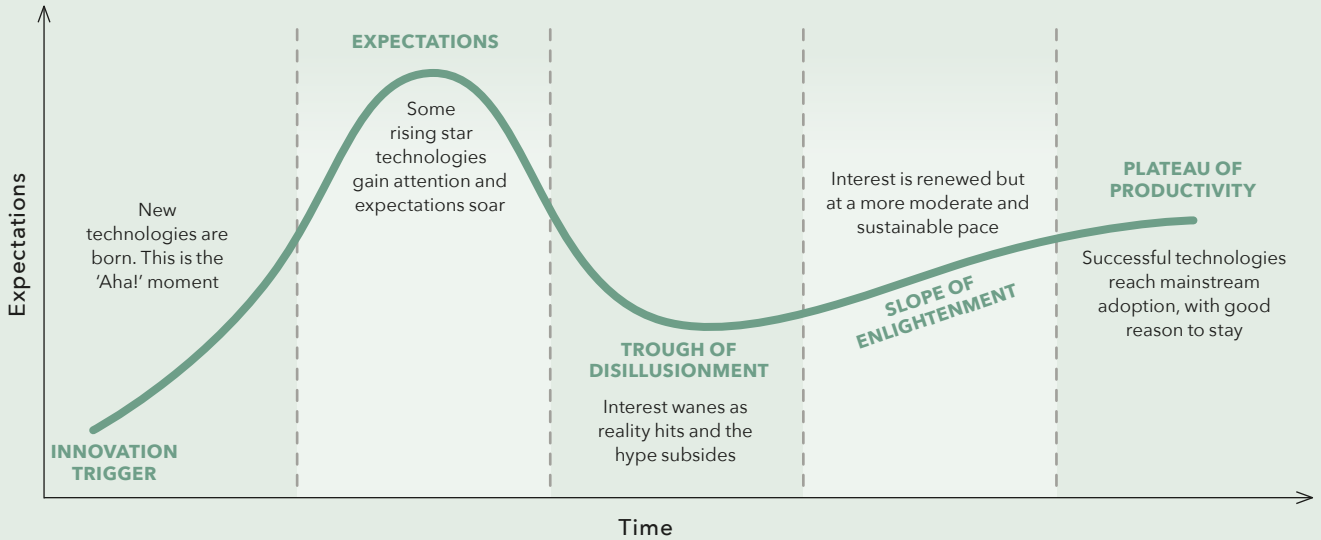 Expectations
New
technologies are
born. This is the
‘Aha!’ moment
INNOVATION
TRIGGER
EXPECTATIONS
Some
rising star
technologies
gain attention and
expectations soar
TROUGH OF
DISILLUSIONMENT
Interest wanes as
reality hits and the
hype subsides
Interest is renewed but
at a more moderate and
sustainable pace
SLOPE OF
ENLIGHTENMENT
PLATEAU OF
PRODUCTIVITY
Successful technologies
reach mainstream
adoption, with good
reason to stay
Time